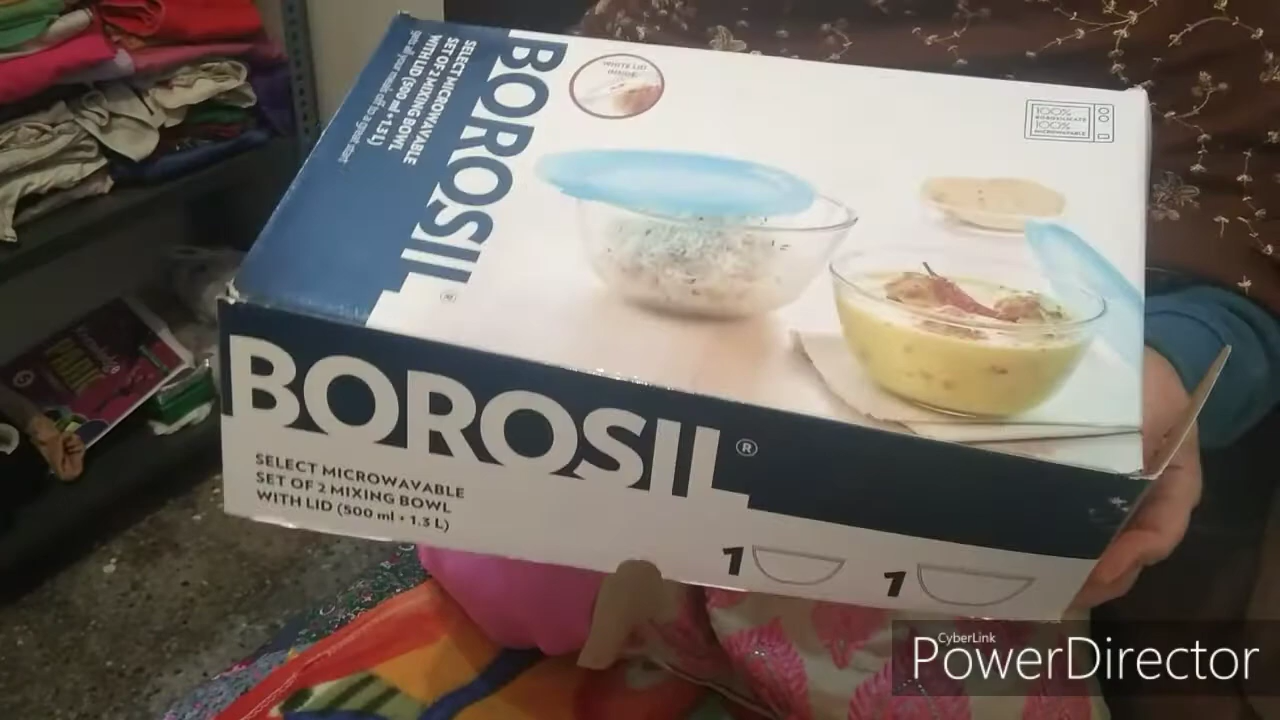 BOROSIL®
SELECT MICROWAVABLE
SET OF 2 MIXING BOWL
WITH LID (500 ml + 1.3 L)
WHITE LID
INSIDE
100%
BOROSILICATE
100%
MICROWAVABLE
BOROSIL®
SELECT MICROWAVABLE
SET OF 2 MIXING BOWL
WITH LID (500 ml + 1.3 L)
1
1
CyberLink
PowerDirector